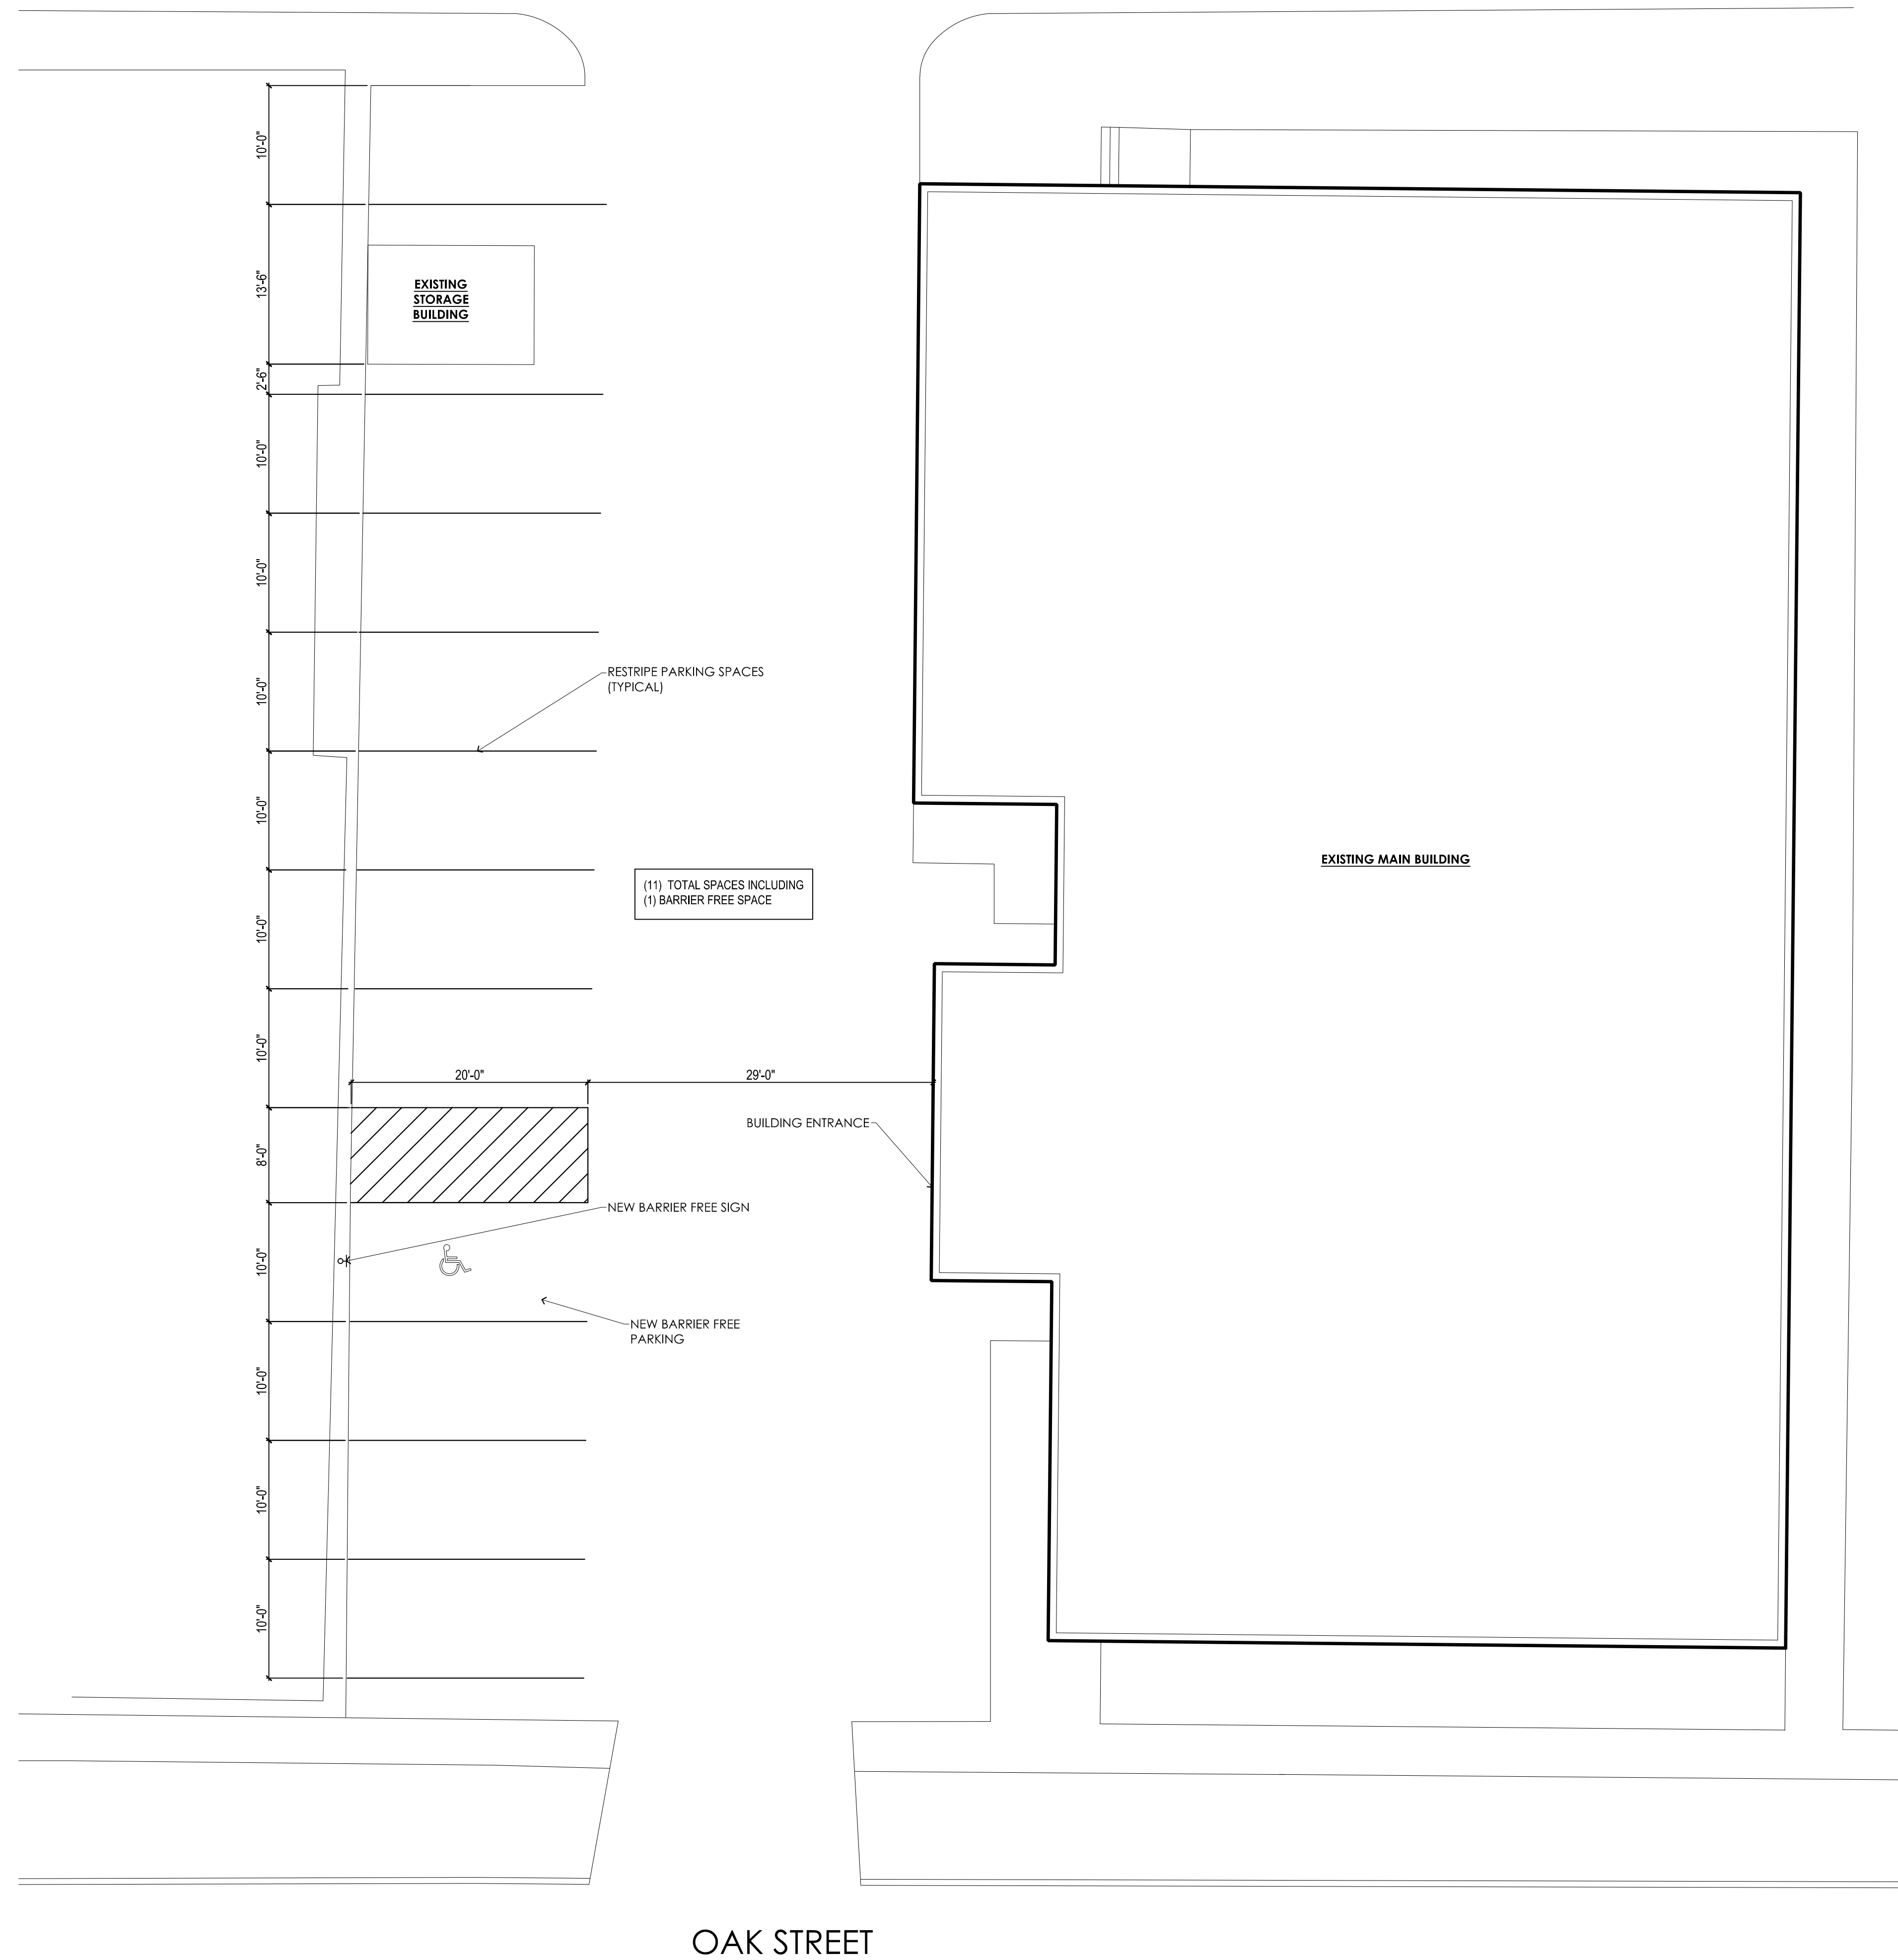 10'-0"
13'-6"
EXISTING
STORAGE
BUILDING
2'-6"
10'-0"
10'-0"
10'-0"
RESTRIPE PARKING SPACES
(TYPICAL)
10'-0"
EXISTING MAIN BUILDING
(11) TOTAL SPACES INCLUDING
(1) BARRIER FREE SPACE
10'-0"
10'-0"
20'-0"
29'-0"
BUILDING ENTRANCE
8'-0"
NEW BARRIER FREE SIGN
10'-0"
NEW BARRIER FREE
PARKING
10'-0"
10'-0"
10'-0"
OAK STREET